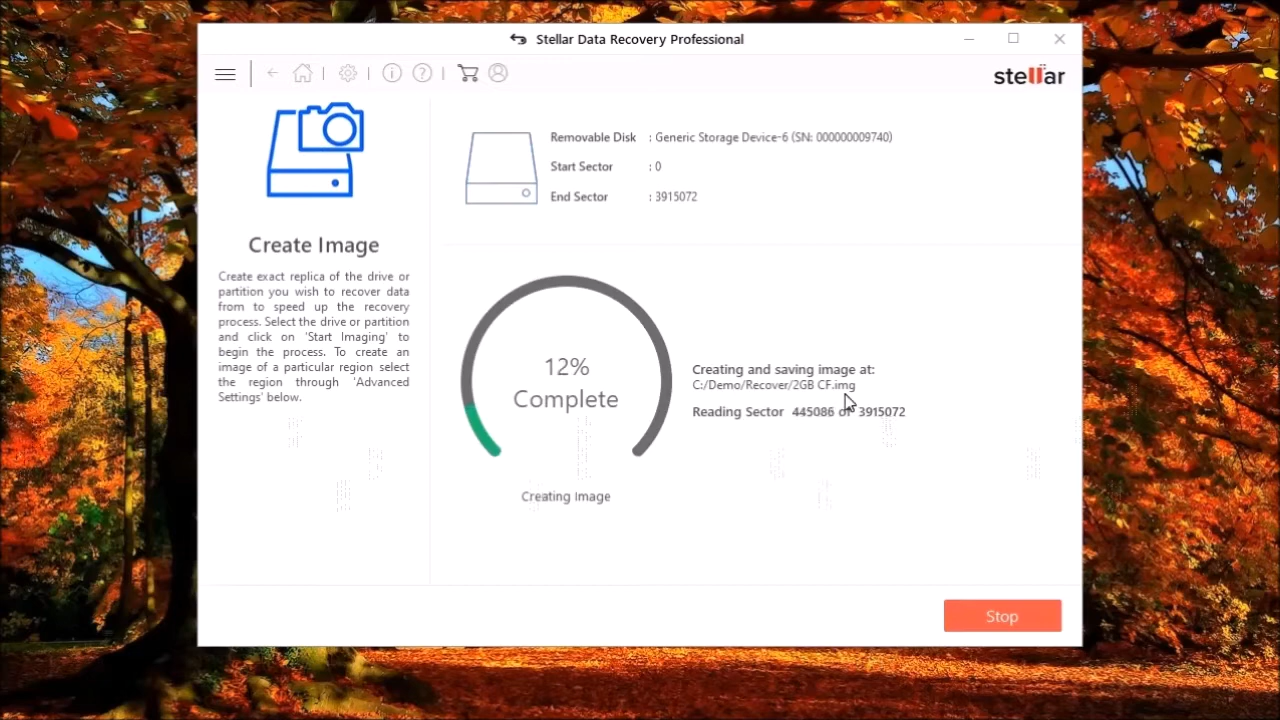 Stellar Data Recovery Professional
stellar
Create Image
Create exact replica of the drive or
partition you wish to recover data
from to speed up the recovery
process. Select the drive or partition
and click on 'Start Imaging' to
begin the process. To create an
image of a particular region select
the region through 'Advanced
Settings' below.
Removable Disk : Generic Storage Device-6 (SN: 000000009740)
Start Sector : 0
End Sector : 3915072
12%
Complete
Creating Image
Creating and saving image at:
C:/Demo/Recover/2GB CF.img
Reading Sector 445086 of 3915072
Stop